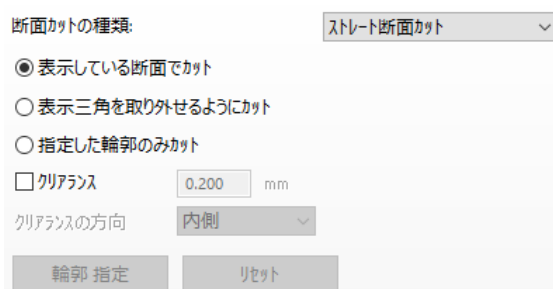 断面ｶｯﾄの種類: ｽﾄﾚｰﾄ断面ｶｯﾄ
表示している断面でｶｯﾄ
表示三角を取り外せるようにｶｯﾄ
指定した輪郭のみｶｯﾄ
ｸﾘｱﾗﾝｽ 0.200 mm
ｸﾘｱﾗﾝｽの方向 内側
輪郭 指定 ﾘｾｯﾄ